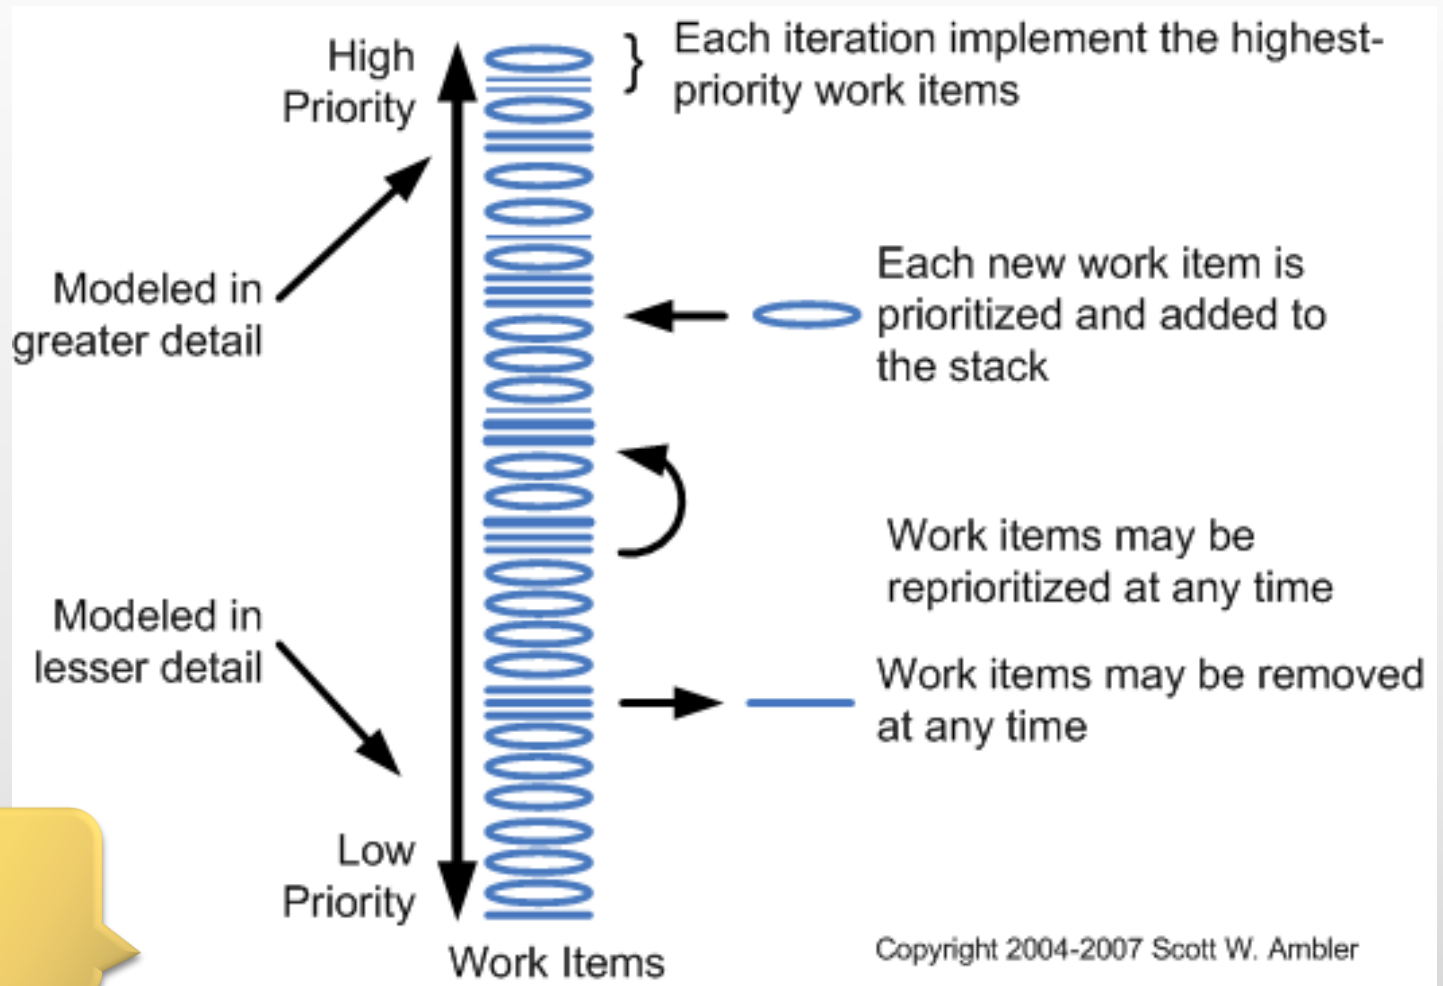 High
Priority
Each iteration implement the highest-
priority work items
Modeled in
greater detail
Each new work item is
prioritized and added to
the stack
Work items may be
reprioritized at any time
Modeled in
lesser detail
Work items may be removed
at any time
Low
Priority
Work Items
Copyright 2004-2007 Scott W. Ambler